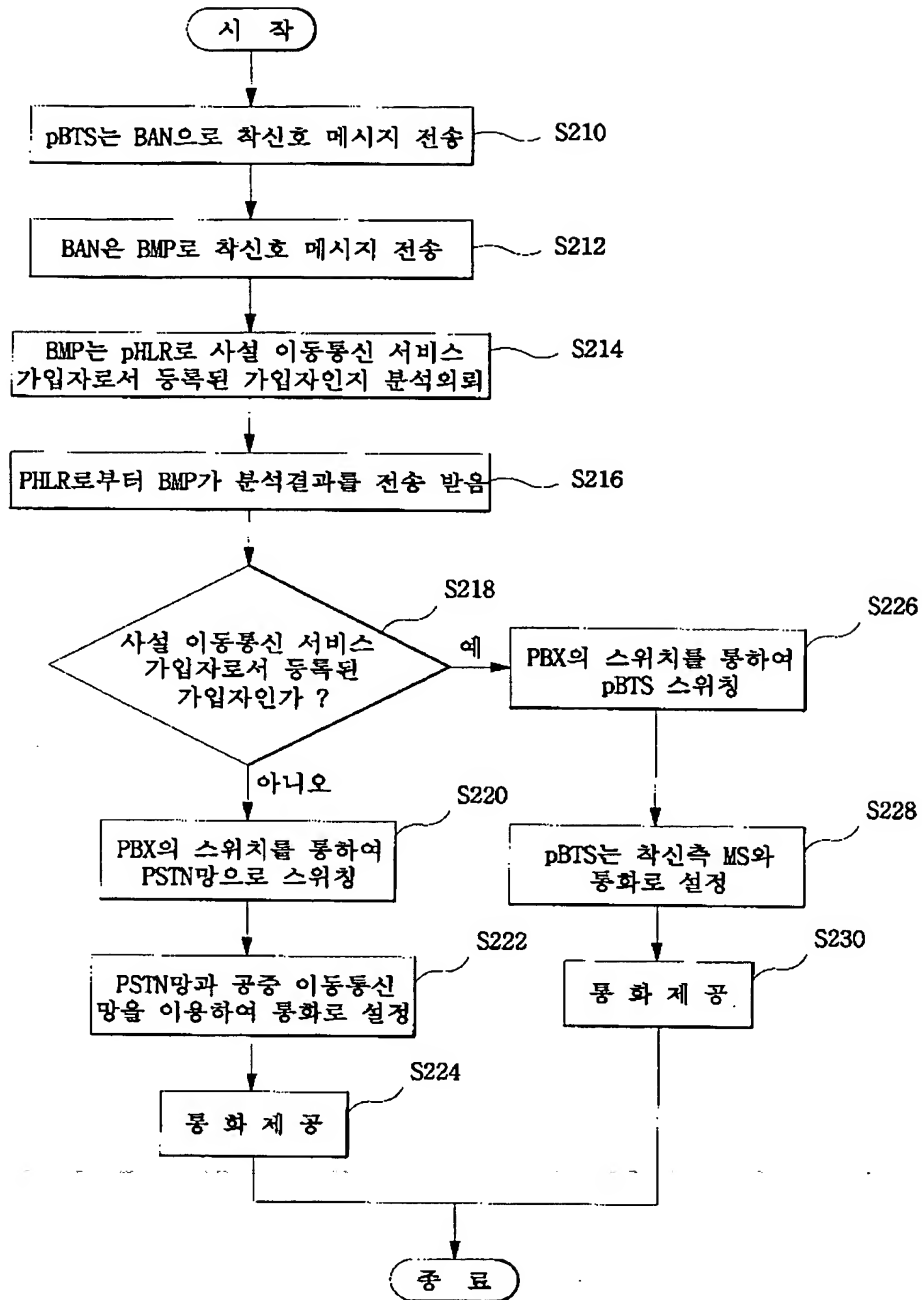 시 작
pBTS는 BAN으로 착신호 메시지 전송
S210
BAN은 BMP로 착신호 메시지 전송
S212
BMP는 pHLR로 사설 이동통신 서비스
가입자로서 등록된 가입자인지 분석의뢰
S214
PHLR로부터 BMP가 분석결과를 전송 받음
S216
S218
사설 이동통신 서비스
가입자로서 등록된
가입자인가 ?
예
아니오
S226
PBX의 스위치를 통하여
pBTS 스위칭
S220
PBX의 스위치를 통하여
PSTN망으로 스위칭
S228
pBTS는 착신측 MS와
통화로 설정
S222
PSTN망과 공중 이동통신
망을 이용하여 통화로 설정
S230
통 화 제 공
S224
통 화 제 공
종 료